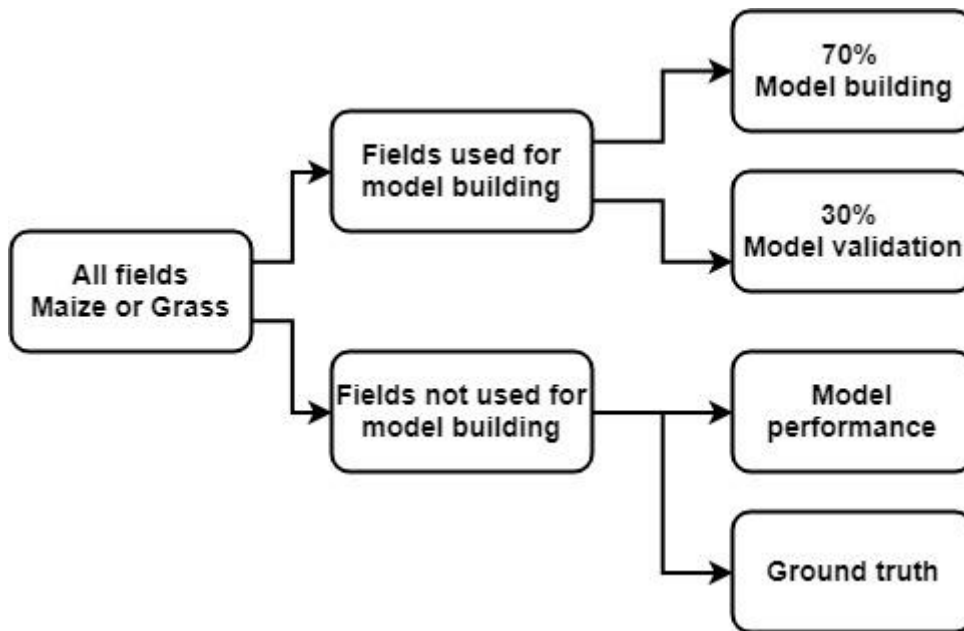 All fields
Maize or Grass
Fields used for
model building
Fields not used for
model building
70%
Model building
30%
Model validation
Model
performance
Ground truth